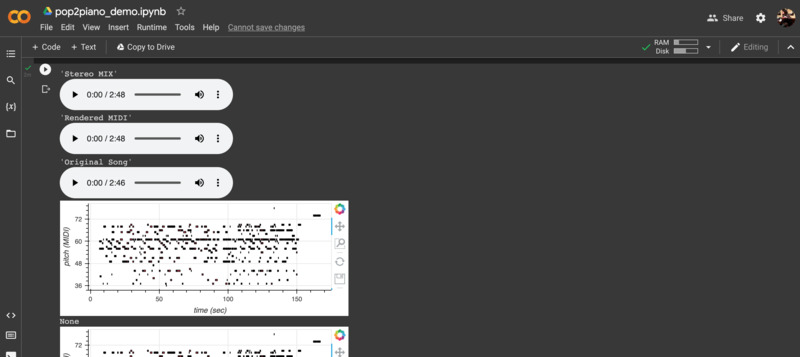 pop2piano_demo.ipynb
File Edit View Insert Runtime Tools Help Cannot save changes
Share
+ Code + Text Copy to Drive
RAM
Disk
Editing
{x}
'Stereo MIX'
0:00 / 2:48
'Rendered MIDI'
0:00 / 2:48
'Original Song'
0:00 / 2:46
72
60
48
36
pitch (MIDI)
0 50 100 150
time (sec)
None
72
60